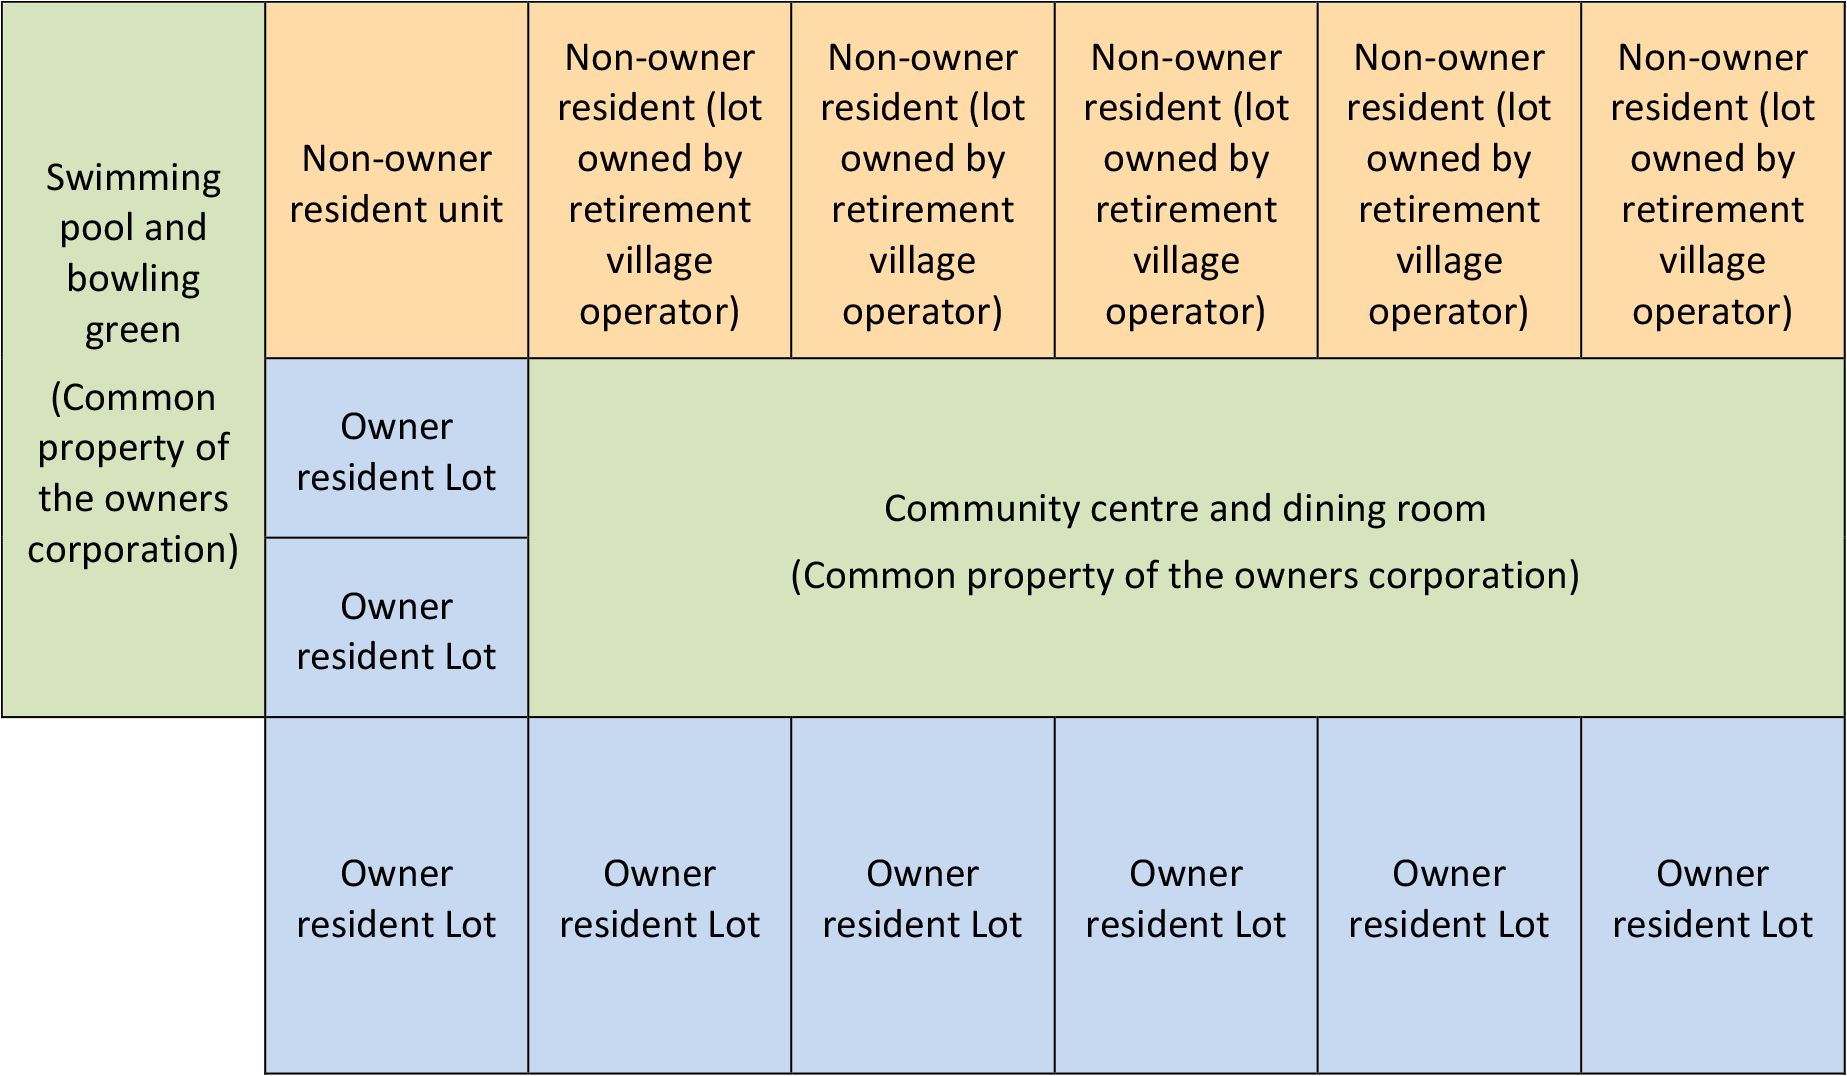 Swimming
pool and
bowling
green
(Common
property of
the owners
corporation)
Non-owner
resident unit
Non-owner
resident (lot
owned by
retirement
village
operator)
Non-owner
resident (lot
owned by
retirement
village
operator)
Non-owner
resident (lot
owned by
retirement
village
operator)
Non-owner
resident (lot
owned by
retirement
village
operator)
Non-owner
resident (lot
owned by
retirement
village
operator)
Owner
resident Lot
Owner
resident Lot
Community centre and dining room
(Common property of the owners corporation)
Owner
resident Lot
Owner
resident Lot
Owner
resident Lot
Owner
resident Lot
Owner
resident Lot
Owner
resident Lot